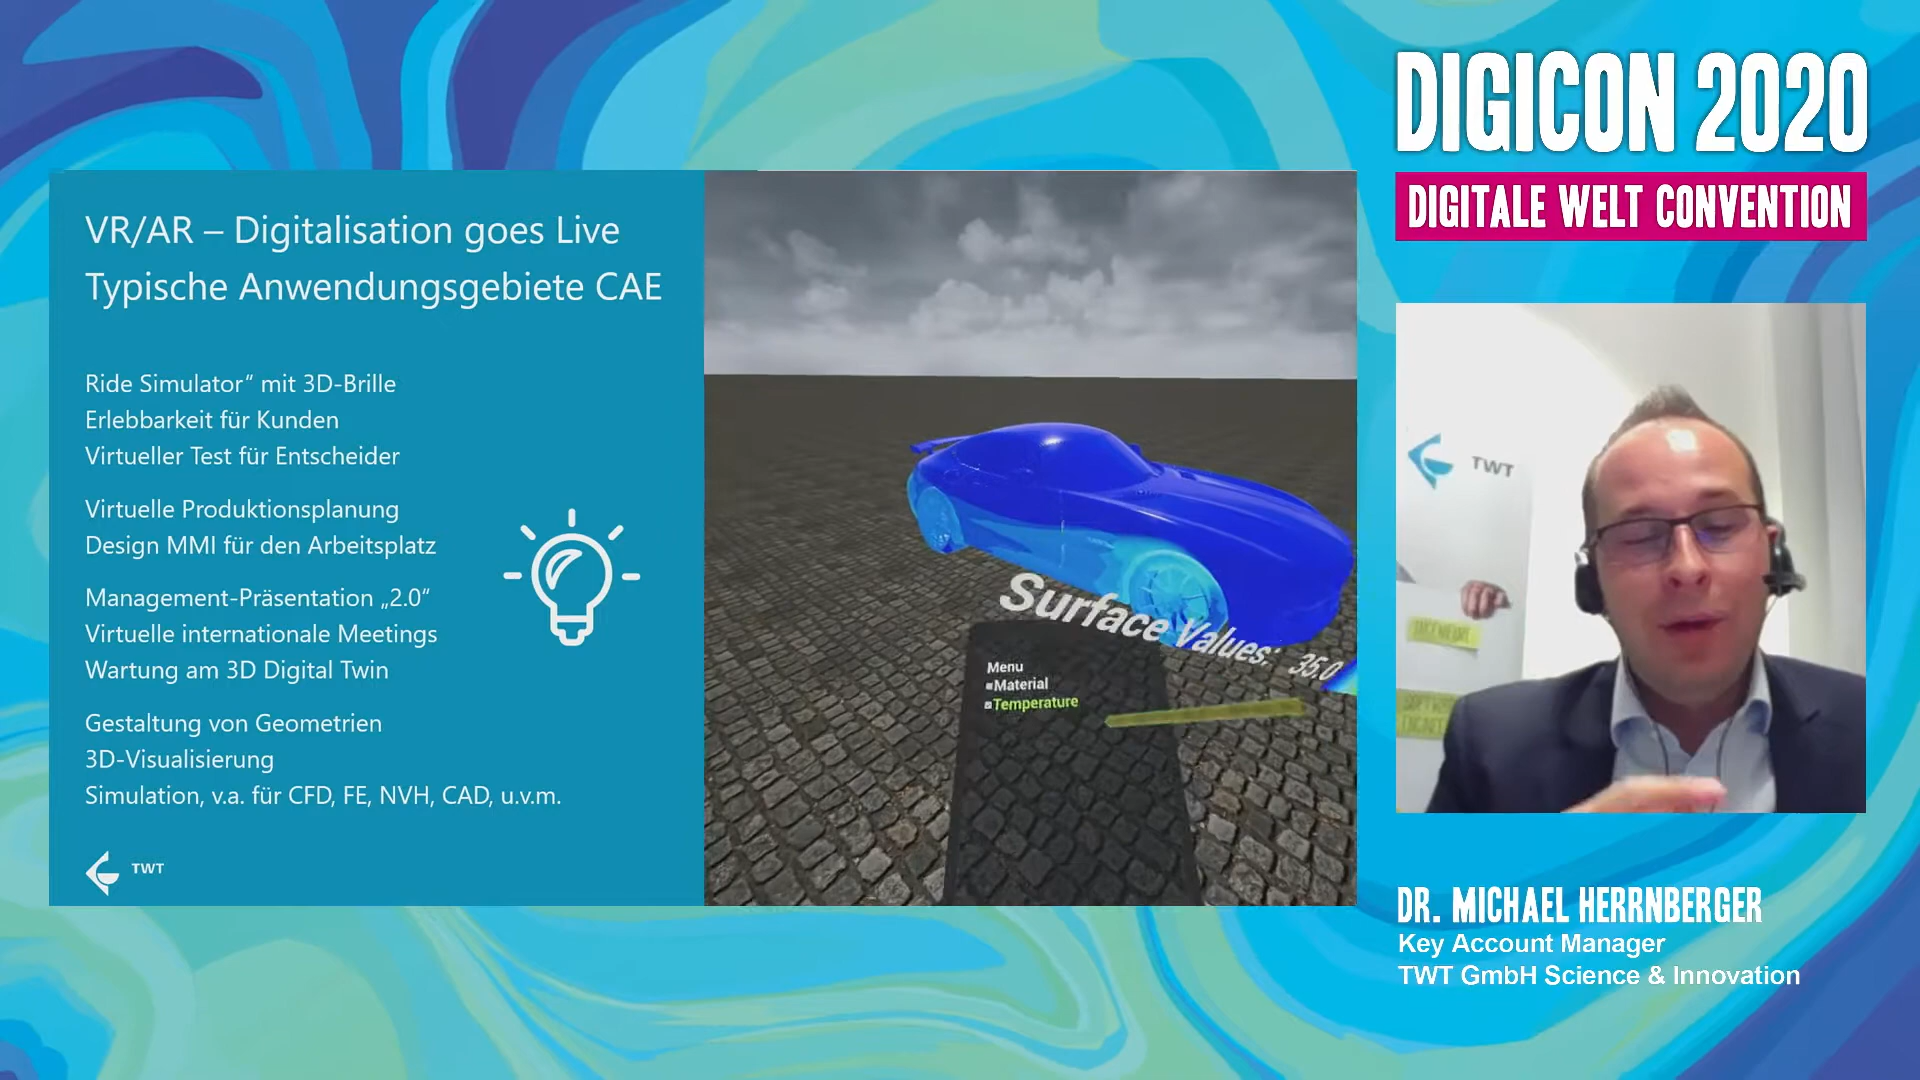 DIGICON 2020
DIGITALE WELT CONVENTION
VR/AR – Digitalisation goes Live
Typische Anwendungsgebiete CAE
Ride Simulator“ mit 3D-Brille
Erlebbarkeit für Kunden
Virtueller Test für Entscheider
Virtuelle Produktionsplanung
Design MMI für den Arbeitsplatz
Management-Präsentation „2.0“
Virtuelle internationale Meetings
Wartung am 3D Digital Twin
Gestaltung von Geometrien
3D-Visualisierung
Simulation, v.a. für CFD, FE, NVH, CAD, u.v.m.
TWT
Surface Values: 35.0
Menu
Material
Temperature
TWT
INGENIEURE
DR. MICHAEL HERRNBERGER
Key Account Manager
TWT GmbH Science & Innovation